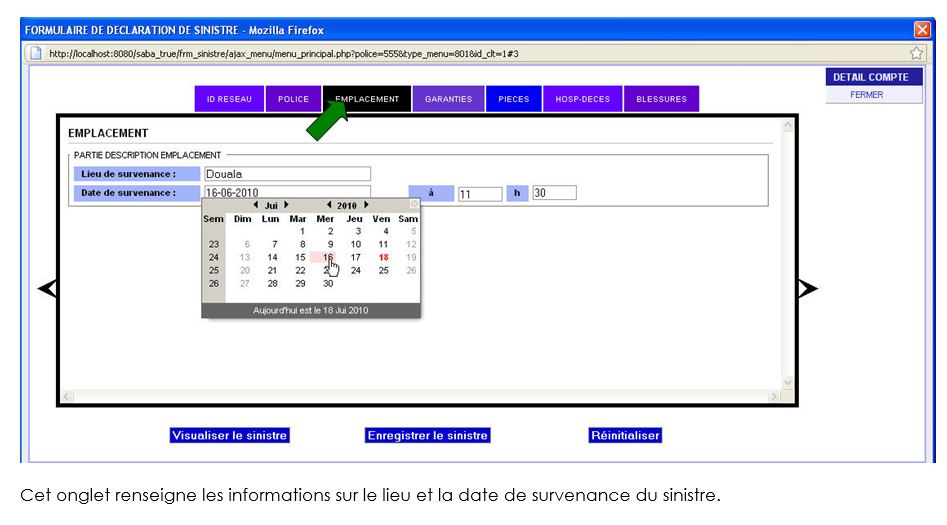 FORMULAIRE DE DECLARATION DE SINISTRE - Mozilla Firefox
http://localhost:8080/saba_true/frm_sinistre/ajax_menu/menu_principal.php?police=555&type_menu=801&id_clt=1#3
DETAIL COMPTE
FERMER
ID RESEAU POLICE EMPLACEMENT GARANTIES PIECES HOSP-DECES BLESSURES
EMPLACEMENT
PARTIE DESCRIPTION EMPLACEMENT
Lieu de survenance : Douala
Date de survenance : 16-06-2010 à 11 h 30
Jui 2010
Sem Dim Lun Mar Mer Jeu Ven Sam
1 2 3 4 5
23 6 7 8 9 10 11 12
24 13 14 15 16 17 18 19
25 20 21 22 23 24 25 26
26 27 28 29 30
Aujourd'hui est le 18 Jui 2010
Visualiser le sinistre Enregistrer le sinistre Réinitialiser
Cet onglet renseigne les informations sur le lieu et la date de survenance du sinistre.